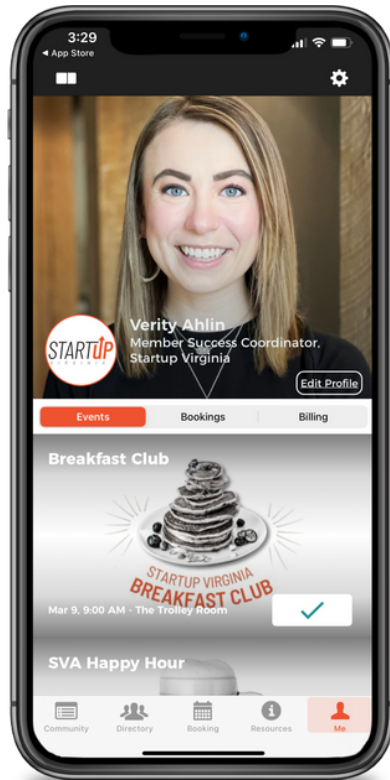 3:29
App Store
Verity Ahlin
Member Success Coordinator,
Startup Virginia
STARTUP
VIRGINIA
Edit Profile
Events
Bookings
Billing
Breakfast Club
STARTUP VIRGINIA
BREAKFAST CLUB
Mar 9, 9:00 AM - The Trolley Room
SVA Happy Hour
Community
Directory
Booking
Resources
Me